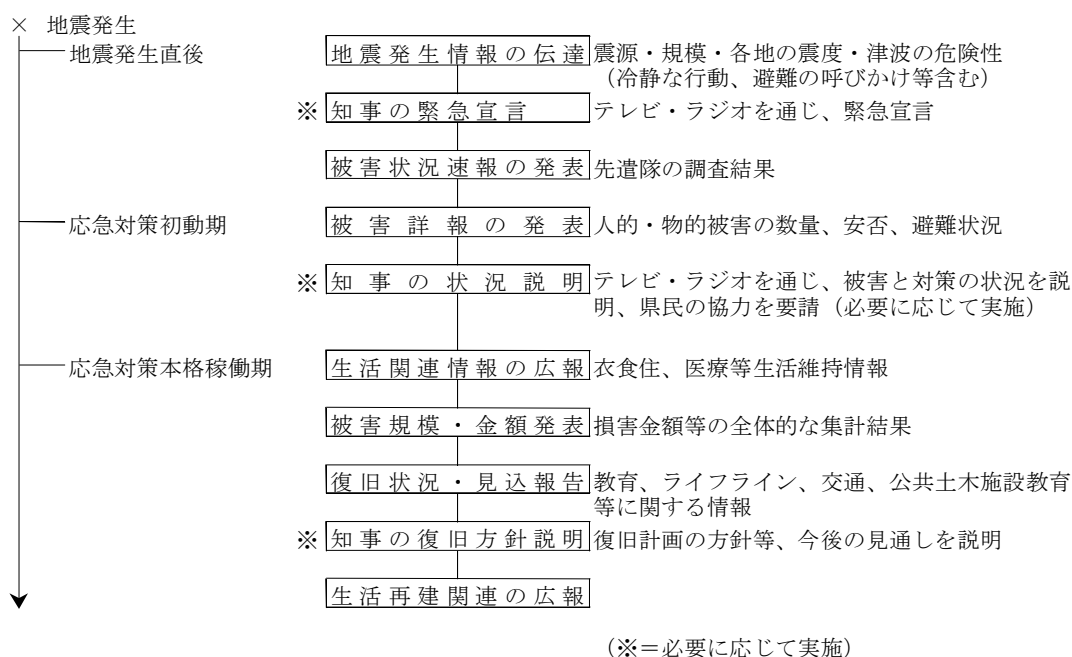 × 地震発生
地震発生直後 地震発生情報の伝達 震源・規模・各地の震度・津波の危険性
（冷静な行動、避難の呼びかけ等含む）
※ 知事の緊急宣言 テレビ・ラジオを通じ、緊急宣言
被害状況速報の発表 先遣隊の調査結果
応急対策初動期 被害詳報の発表 人的・物的被害の数量、安否、避難状況
※ 知事の状況説明 テレビ・ラジオを通じ、被害と対策の状況を説
明、県民の協力を要請（必要に応じて実施）
応急対策本格稼働期 生活関連情報の広報 衣食住、医療等生活維持情報
被害規模・金額発表 損害金額等の全体的な集計結果
復旧状況・見込報告 教育、ライフライン、交通、公共土木施設教育
等に関する情報
※ 知事の復旧方針説明 復旧計画の方針等、今後の見通しを説明
生活再建関連の広報
（※＝必要に応じて実施）